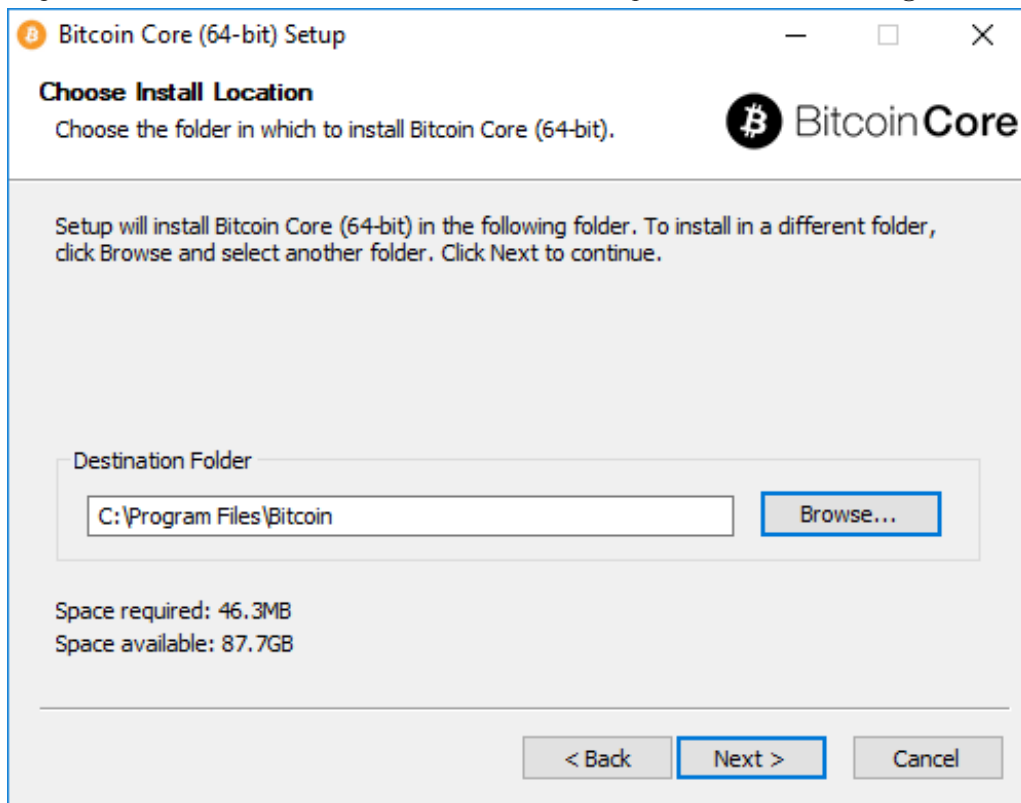 Bitcoin Core (64-bit) Setup
Choose Install Location
Choose the folder in which to install Bitcoin Core (64-bit).
BitcoinCore
Setup will install Bitcoin Core (64-bit) in the following folder. To install in a different folder,
click Browse and select another folder. Click Next to continue.
Destination Folder
C:\Program Files\Bitcoin
Browse...
Space required: 46.3MB
Space available: 87.7GB
< Back
Next >
Cancel